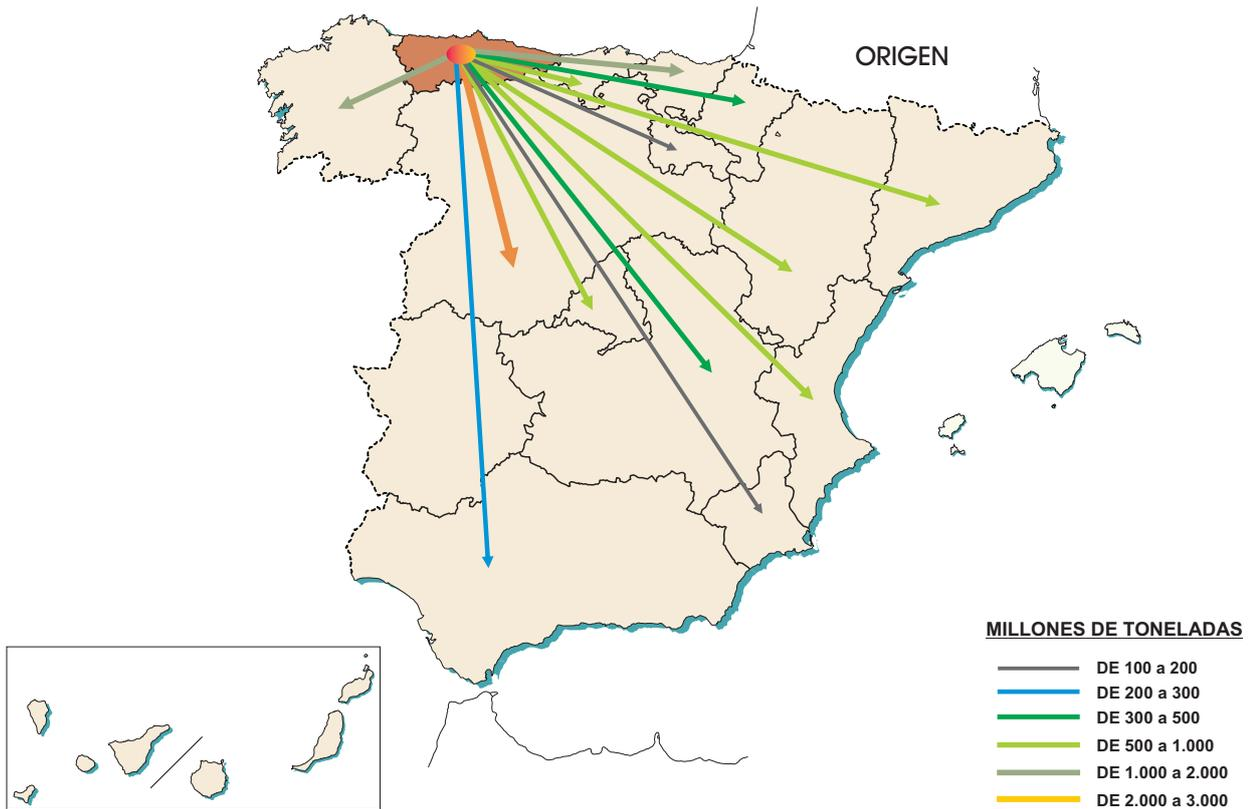 ORIGEN
MILLONES DE TONELADAS
DE 100 a 200
DE 200 a 300
DE 300 a 500
DE 500 a 1.000
DE 1.000 a 2.000
DE 2.000 a 3.000